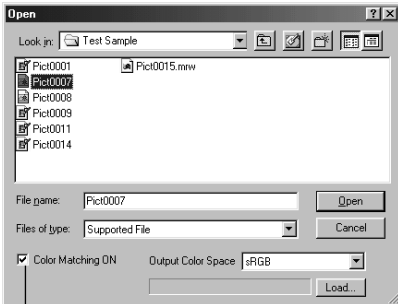 Open
Look in: Test Sample
Pict0001 Pict0015.mrw
Pict0007
Pict0008
Pict0009
Pict0011
Pict0014
File name: Pict0007 Open
Files of type: Supported File Cancel
Color Matching ON Output Color Space sRGB
Load...